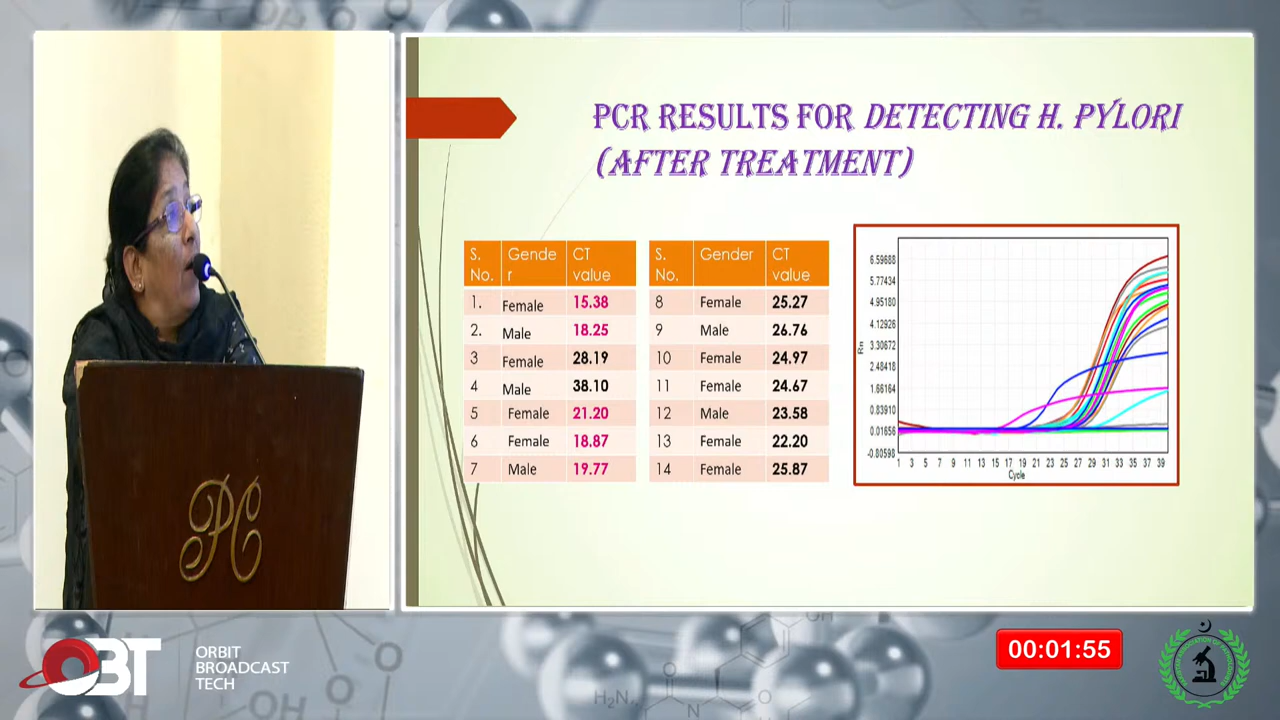 PCR RESULTS FOR DETECTING H. PYLORI
(AFTER TREATMENT)
S. No. Gender CT value
1. Female 15.38
2. Male 18.25
3 Female 28.19
4 Male 38.10
5 Female 21.20
6 Female 18.87
7 Male 19.77
S. No. Gender CT value
8 Female 25.27
9 Male 26.76
10 Female 24.97
11 Female 24.67
12 Male 23.58
13 Female 22.20
14 Female 25.87
Rn
6.59688
5.77434
4.95180
4.12926
3.30672
2.48418
1.66164
0.83910
0.01656
-0.80598
1 3 5 7 9 11 13 15 17 19 21 23 25 27 29 31 33 35 37 39
Cycle
PC
OBT
ORBIT
BROADCAST
TECH
00:01:55
OH
H₂N
N
O
OH